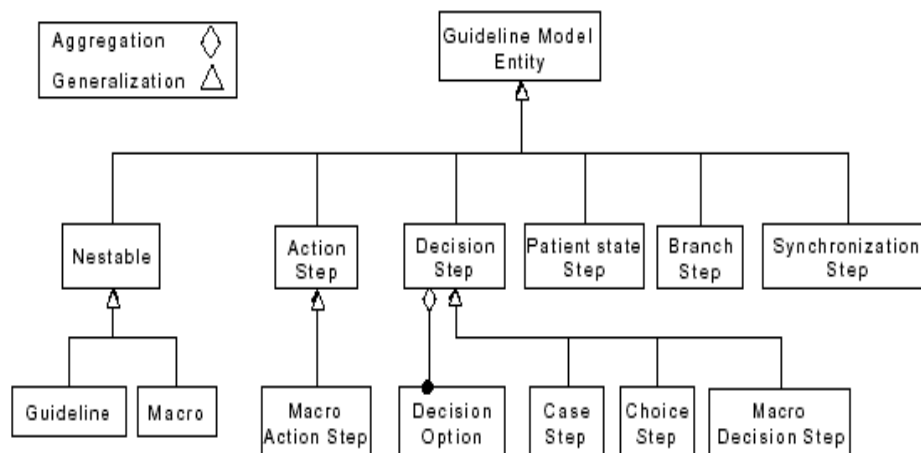 Aggregation
Generalization
Guideline Model
Entity
Nestable
Action
Step
Decision
Step
Patient state
Step
Branch
Step
Synchronization
Step
Guideline
Macro
Macro
Action Step
Decision
Option
Case
Step
Choice
Step
Macro
Decision Step